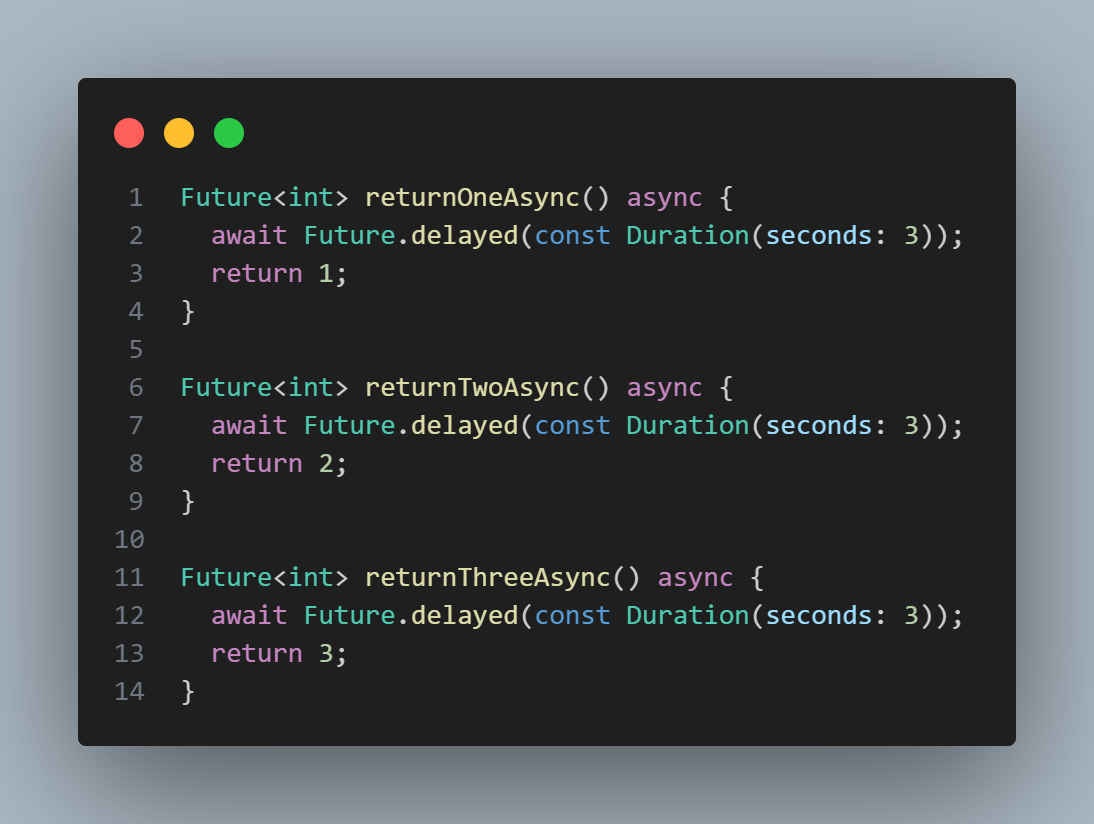 1 Future<int> returnOneAsync() async {
2   await Future.delayed(const Duration(seconds: 3));
3   return 1;
4 }
5
6 Future<int> returnTwoAsync() async {
7   await Future.delayed(const Duration(seconds: 3));
8   return 2;
9 }
10
11 Future<int> returnThreeAsync() async {
12   await Future.delayed(const Duration(seconds: 3));
13   return 3;
14 }